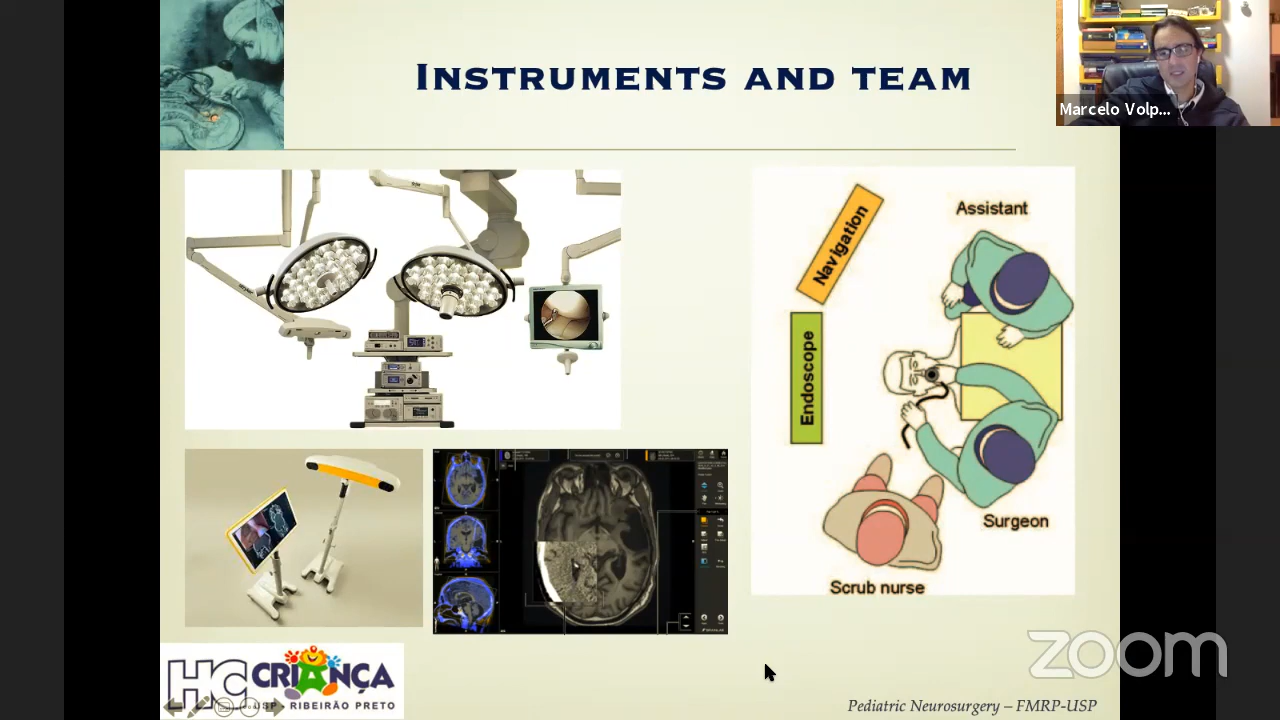 INSTRUMENTS AND TEAM
Marcelo Volp...
Navigation
Assistant
Endoscope
Surgeon
Scrub nurse
HC CRIANÇA
USP RIBEIRÃO PRETO
zoom
Pediatric Neurosurgery – FMRP-USP